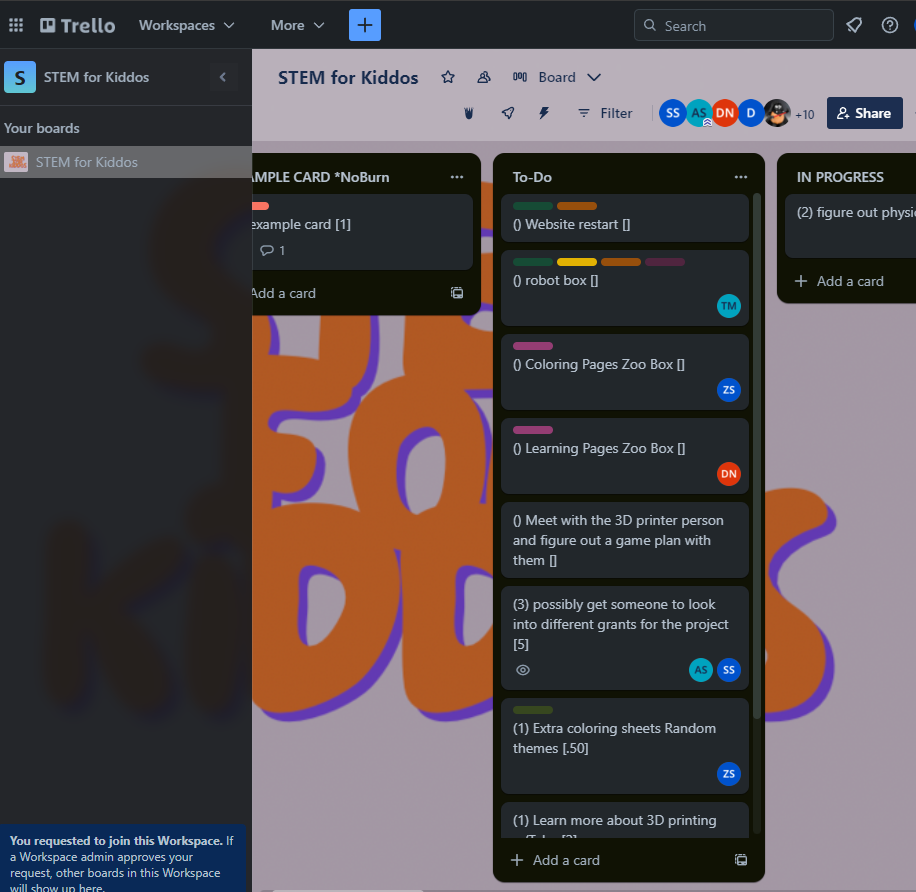 Trello Workspaces More + Search
S STEM for Kiddos
Your boards
STEM for Kiddos
STEM for Kiddos Board
Filter SS AS DN D +10 Share
AMPLE CARD *NoBurn
example card [1]
1
Add a card
To-Do
() Website restart []
() robot box []
TM
() Coloring Pages Zoo Box []
ZS
() Learning Pages Zoo Box []
DN
() Meet with the 3D printer person
and figure out a game plan with
them []
(3) possibly get someone to look
into different grants for the project
[5]
AS SS
(1) Extra coloring sheets Random
themes [.50]
ZS
(1) Learn more about 3D printing
+ Add a card
IN PROGRESS
(2) figure out physic
+ Add a card
You requested to join this Workspace. If
a Workspace admin approves your
request, other boards in this Workspace
will show up here.